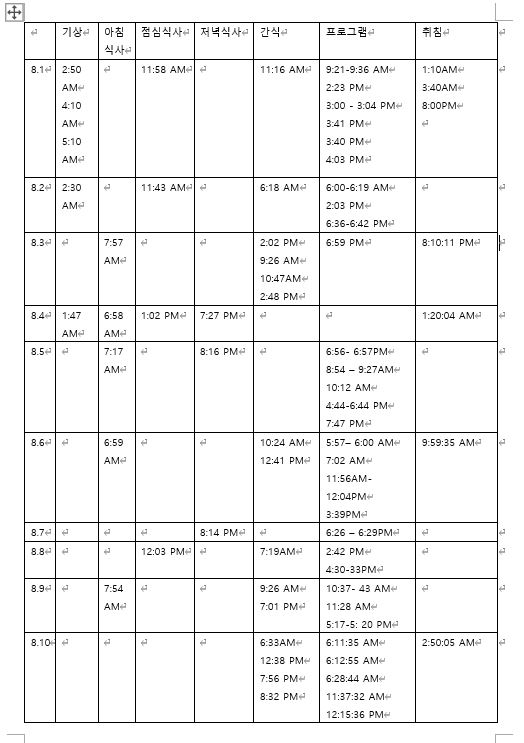 기상 아침 점심식사 저녁식사 간식 프로그램 취침
식사
8.1 2:50 11:58 AM 11:16 AM 9:21-9:36 AM 1:10AM
AM 2:23 PM 3:40AM
4:10 3:00 - 3:04 PM 8:00PM
AM 3:41 PM
5:10 3:40 PM
AM 4:03 PM
8.2 2:30 11:43 AM 6:18 AM 6:00-6:19 AM
AM 2:03 PM
6:36-6:42 PM
8.3 7:57 2:02 PM 6:59 PM 8:10:11 PM
AM 9:26 AM
10:47AM
2:48 PM
8.4 1:47 6:58 1:02 PM 7:27 PM 1:20:04 AM
AM AM
8.5 7:17 8:16 PM 6:56- 6:57PM
AM 8:54 – 9:27AM
10:12 AM
4:44-6:44 PM
7:47 PM
8.6 6:59 10:24 AM 5:57– 6:00 AM 9:59:35 AM
AM 12:41 PM 7:02 AM
11:56AM-
12:04PM
3:39PM
8.7 8:14 PM 6:26 – 6:29PM
8.8 12:03 PM 7:19AM 2:42 PM
4:30-33PM
8.9 7:54 9:26 AM 10:37- 43 AM
AM 7:01 PM 11:28 AM
5:17-5: 20 PM
8.10 6:33AM 6:11:35 AM 2:50:05 AM
12:38 PM 6:12:55 AM
7:56 PM 6:28:44 AM
8:32 PM 11:37:32 AM
12:15:36 PM